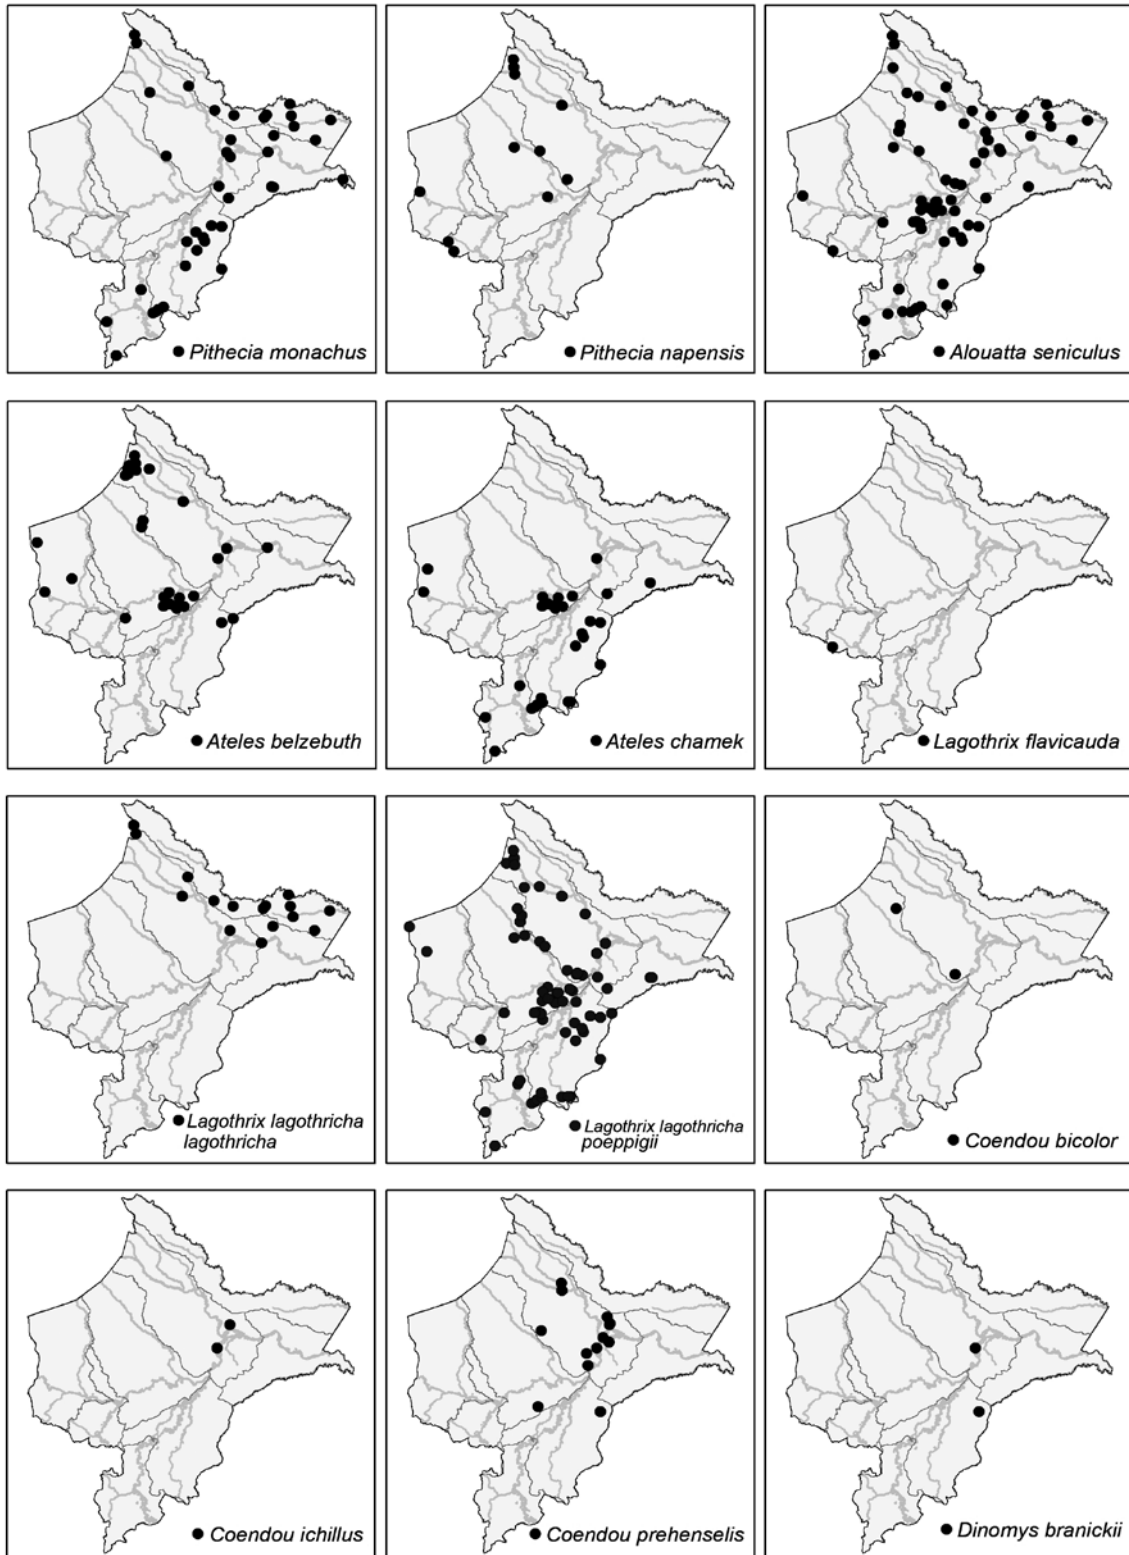 Pithecia monachus
Pithecia napensis
Alouatta seniculus
Ateles belzebuth
Ateles chamek
Lagothrix flavicauda
Lagothrix lagothricha
lagothricha
Lagothrix lagothricha
poeppigii
Coendou bicolor
Coendou ichillus
Coendou prehenselis
Dinomys branickii